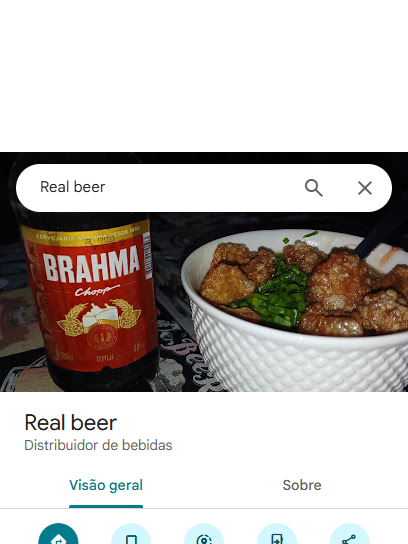 Real beer
CERVEJARIA BRAHMA DESDE 1888
BRAHMA
Chopp
CERVEJA
Real beer
Distribuidor de bebidas
Visão geral
Sobre